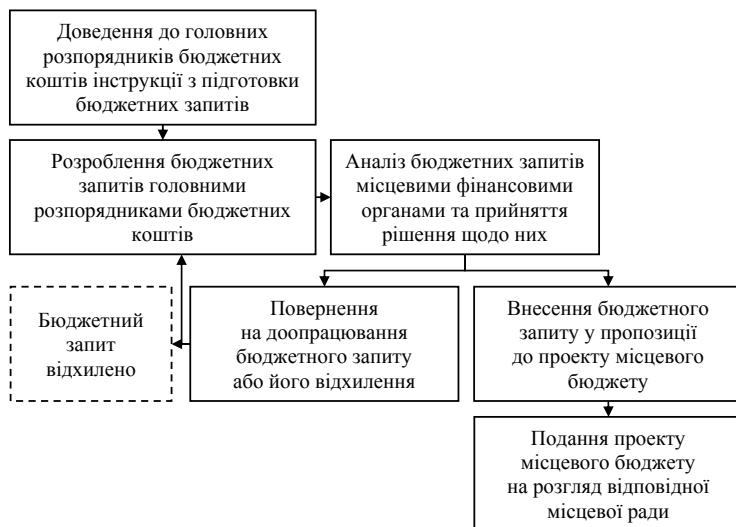 Доведення до головних
розпорядників бюджетних
коштів інструкції з підготовки
бюджетних запитів
Розроблення бюджетних
запитів головними
розпорядниками бюджетних
коштів
Аналіз бюджетних запитів
місцевими фінансовими
органами та прийняття
рішення щодо них
Бюджетний
запит
відхилено
Повернення
на доопрацювання
бюджетного запиту
або його відхилення
Внесення бюджетного
запиту у пропозиції
до проекту місцевого
бюджету
Подання проекту
місцевого бюджету
на розгляд відповідної
місцевої ради